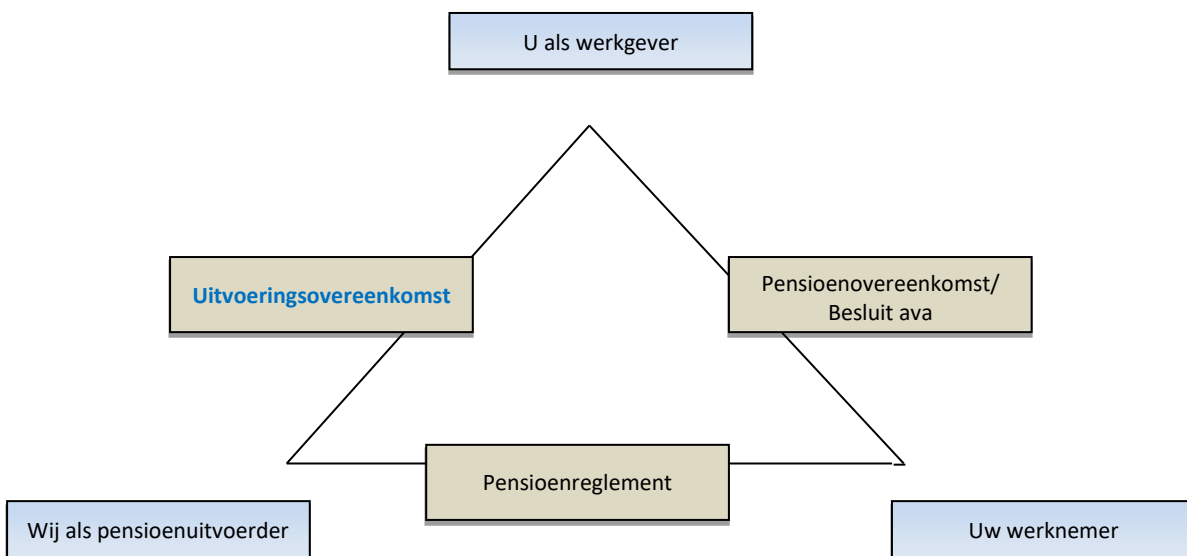 U als werkgever
Uitvoeringsovereenkomst
Pensioenovereenkomst/
Besluit ava
Pensioenreglement
Wij als pensioenuitvoerder
Uw werknemer